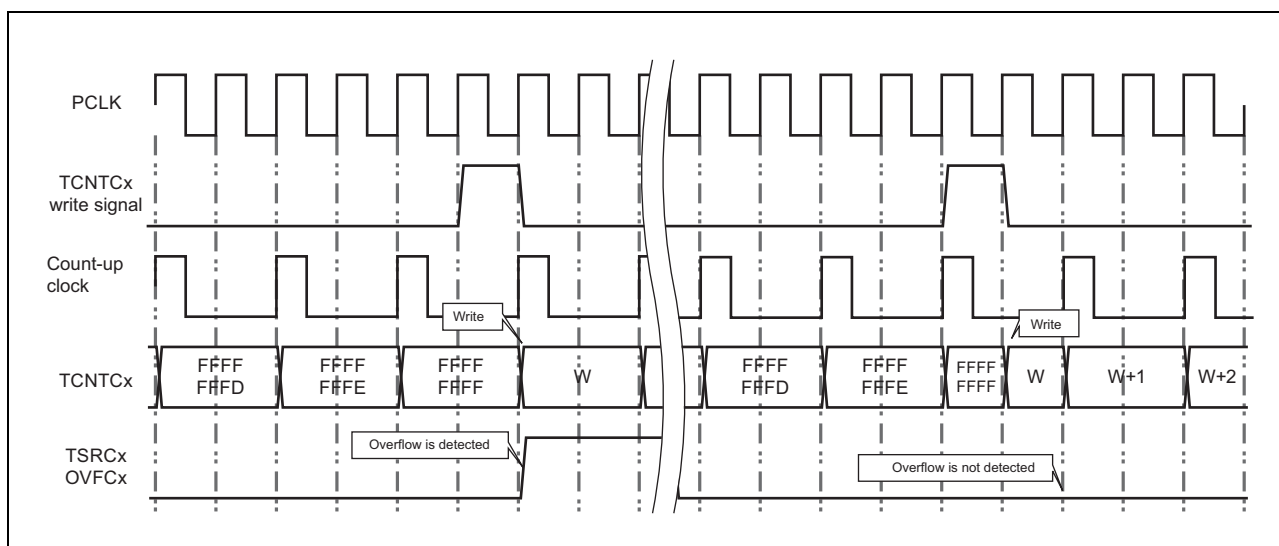 PCLK
TCNTCx
write signal
Count-up
clock
Write
Write
TCNTCx
FFFF
FFFD
FFFF
FFFE
FFFF
FFFF
W
FFFF
FFFD
FFFF
FFFE
FFFF
FFFF
W
W+1
W+2
TSRCx
OVFCx
Overflow is detected
Overflow is not detected